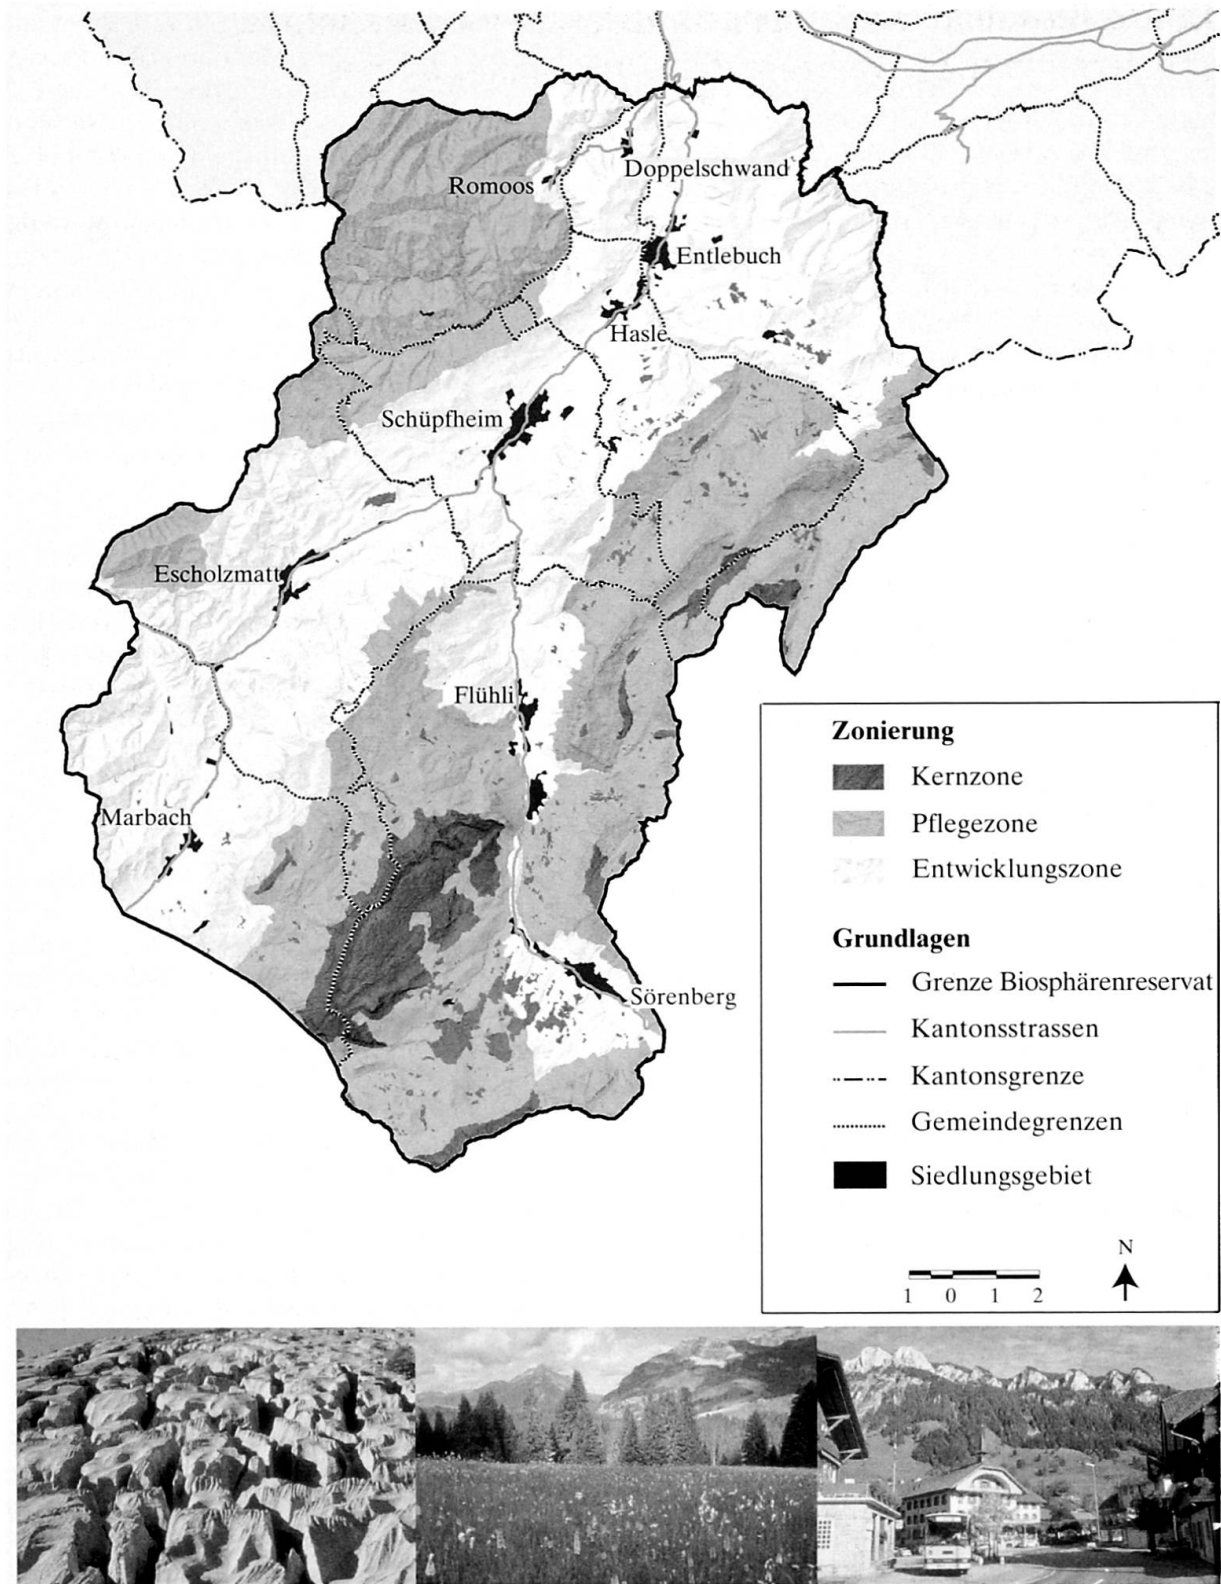 Romoos
Doppelschwand
Entlebuch
Hasle
Schüpfheim
Escholzmatt
Flühli
Marbach
Sörenberg
Zonierung
Kernzone
Pflegezone
Entwicklungszone
Grundlagen
Grenze Biosphärenreservat
Kantonsstrassen
Kantonsgrenze
Gemeindegrenzen
Siedlungsgebiet
N
1 0 1 2